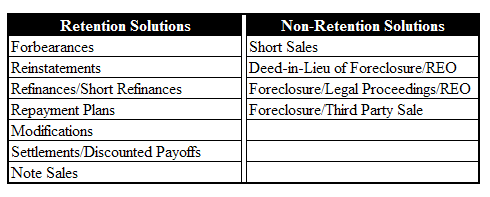 Retention Solutions
Non-Retention Solutions
Forbearances
Short Sales
Reinstatements
Deed-in-Lieu of Foreclosure/REO
Refinances/Short Refinances
Foreclosure/Legal Proceedings/REO
Repayment Plans
Foreclosure/Third Party Sale
Modifications
Settlements/Discounted Payoffs
Note Sales